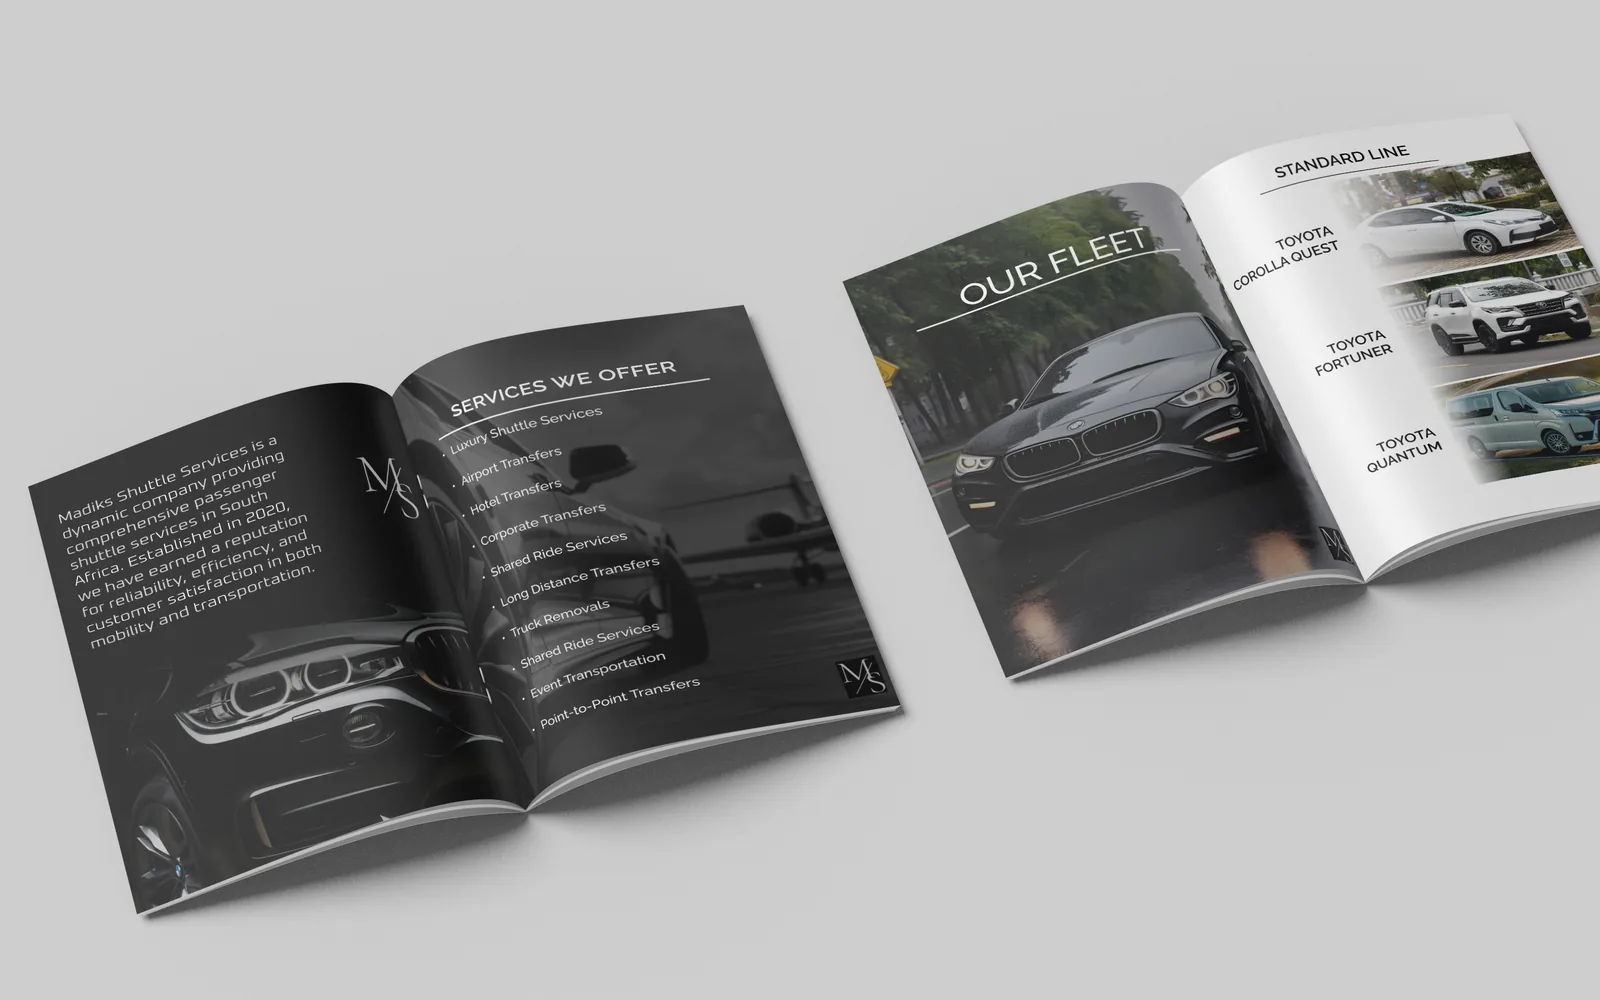 Madiks Shuttle Services is a
dynamic company providing
comprehensive passenger
shuttle services in South
Africa. Established in 2020,
we have earned a reputation
for reliability, efficiency, and
customer satisfaction in both
mobility and transportation.
M/S
SERVICES WE OFFER
• Luxury Shuttle Services
• Airport Transfers
• Hotel Transfers
• Corporate Transfers
• Shared Ride Services
• Long Distance Transfers
• Truck Removals
• Shared Ride Services
• Event Transportation
• Point-to-Point Transfers
M/S
OUR FLEET
M/S
STANDARD LINE
TOYOTA
COROLLA QUEST
TOYOTA
FORTUNER
TOYOTA
QUANTUM